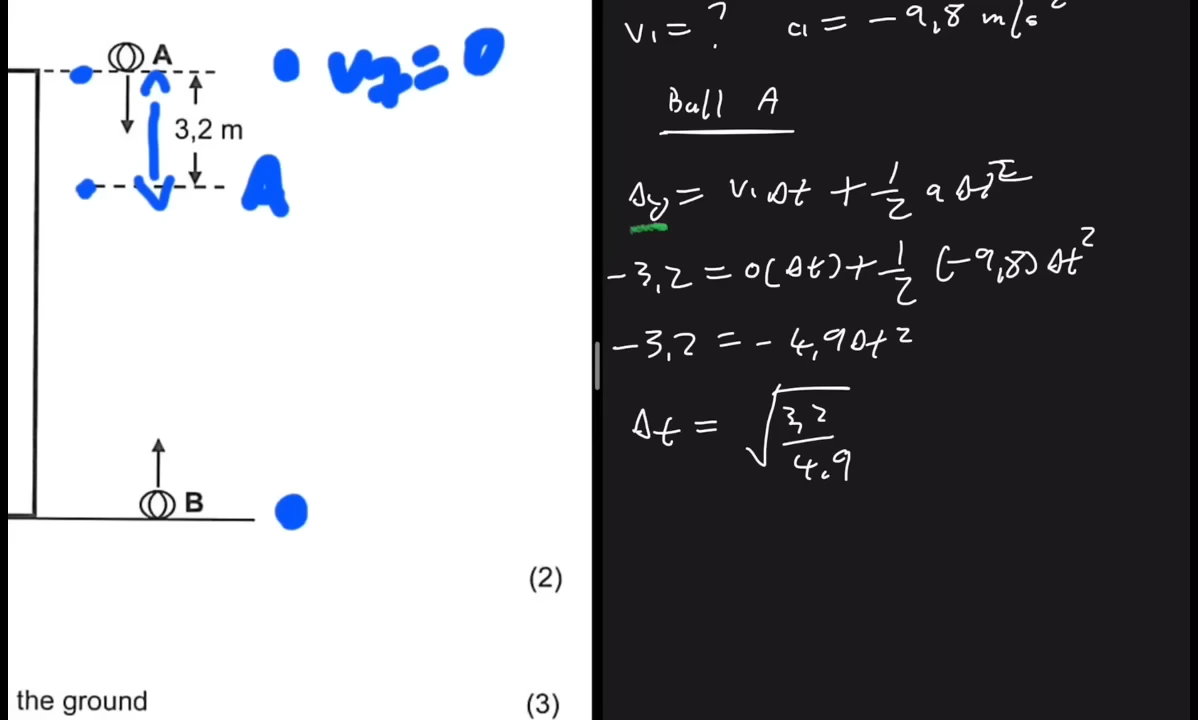 A
vf=0
3,2 m
A
B
(2)
the ground
(3)
v₁ = ? a = -9,8 m/s²
Ball A
Δy = v₁Δt + 1/2 aΔt²
-3,2 = 0(Δt) + 1/2 (-9,8)Δt²
-3,2 = -4,9Δt²
Δt = √(3,2/4.9)